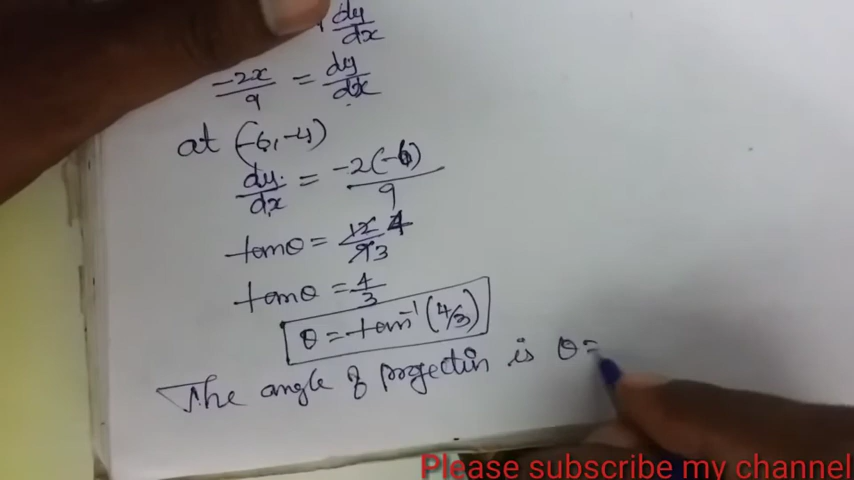 dy/dx
-2x/9 = dy/dx
at (-6, -4)
dy/dx = -2(-6)/9
tanθ = 12/9 4/3
tanθ = 4/3
θ = tan⁻¹(4/3)
The angle of projectin is θ=
Please subscribe my channel